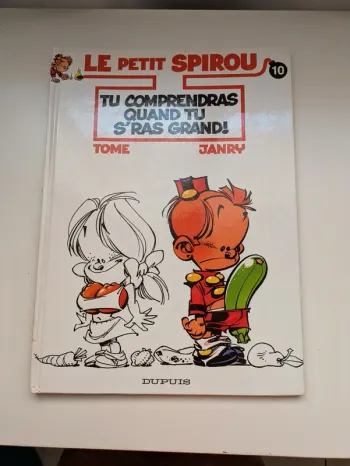 LE PETIT SPIROU
10
TU COMPRENDRAS
QUAND TU
S'RAS GRAND!
TOME JANRY
DUPUIS